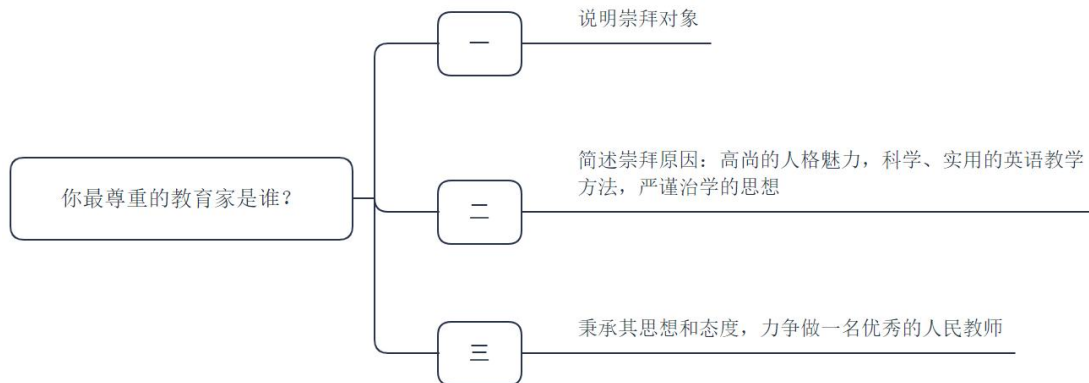 你最尊重的教育家是谁？
一
说明崇拜对象
二
简述崇拜原因：高尚的人格魅力，科学、实用的英语教学
方法，严谨治学的思想
三
秉承其思想和态度，力争做一名优秀的人民教师